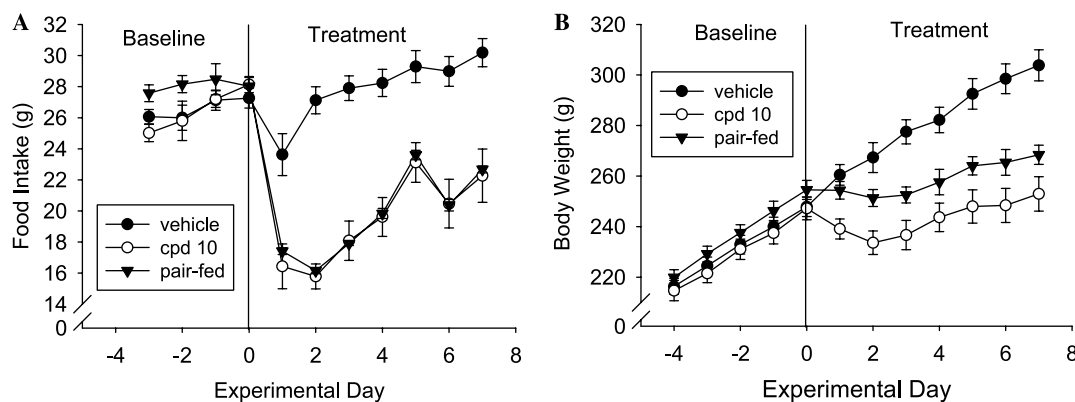 A
Baseline
Treatment
Food Intake (g)
32
30
28
26
24
22
20
18
16
14
0
vehicle
cpd 10
pair-fed
-4
-2
0
2
4
6
8
Experimental Day
B
Baseline
Treatment
Body Weight (g)
320
300
280
260
240
220
0
vehicle
cpd 10
pair-fed
-4
-2
0
2
4
6
8
Experimental Day